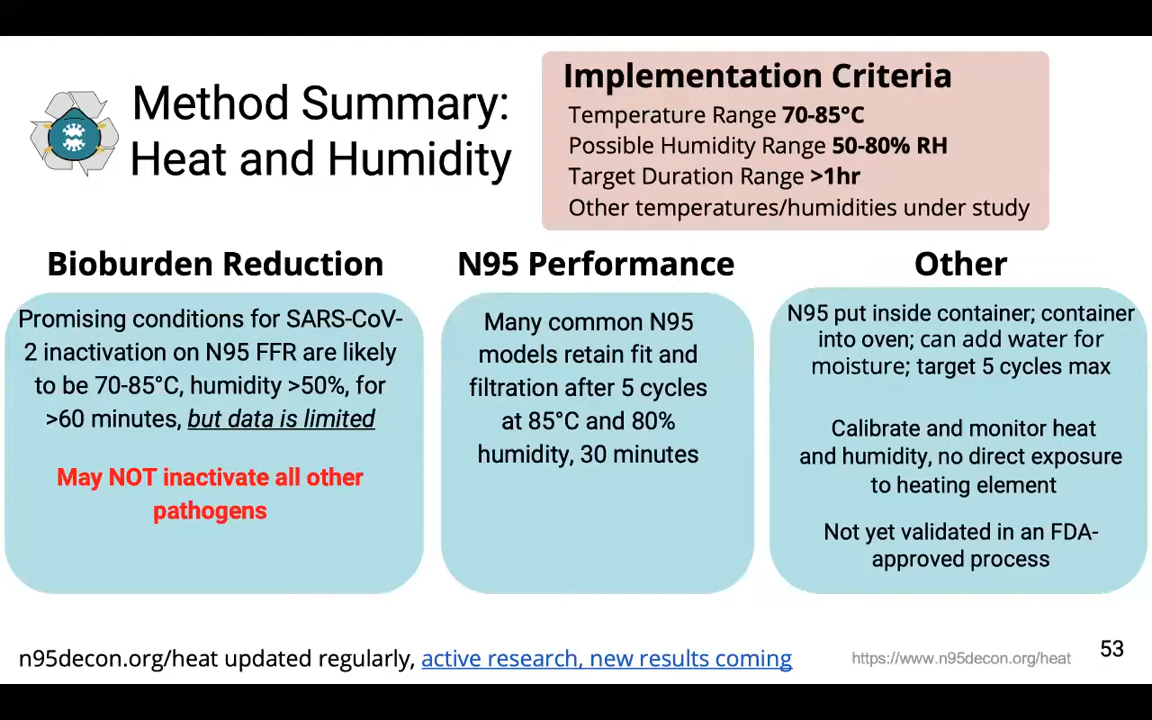 Method Summary:
Heat and Humidity
Implementation Criteria
Temperature Range 70-85°C
Possible Humidity Range 50-80% RH
Target Duration Range >1hr
Other temperatures/humidities under study
Bioburden Reduction
Promising conditions for SARS-CoV-
2 inactivation on N95 FFR are likely
to be 70-85°C, humidity >50%, for
>60 minutes, but data is limited
May NOT inactivate all other
pathogens
N95 Performance
Many common N95
models retain fit and
filtration after 5 cycles
at 85°C and 80%
humidity, 30 minutes
Other
N95 put inside container; container
into oven; can add water for
moisture; target 5 cycles max
Calibrate and monitor heat
and humidity, no direct exposure
to heating element
Not yet validated in an FDA-
approved process
n95decon.org/heat updated regularly, active research, new results coming
https://www.n95decon.org/heat
53